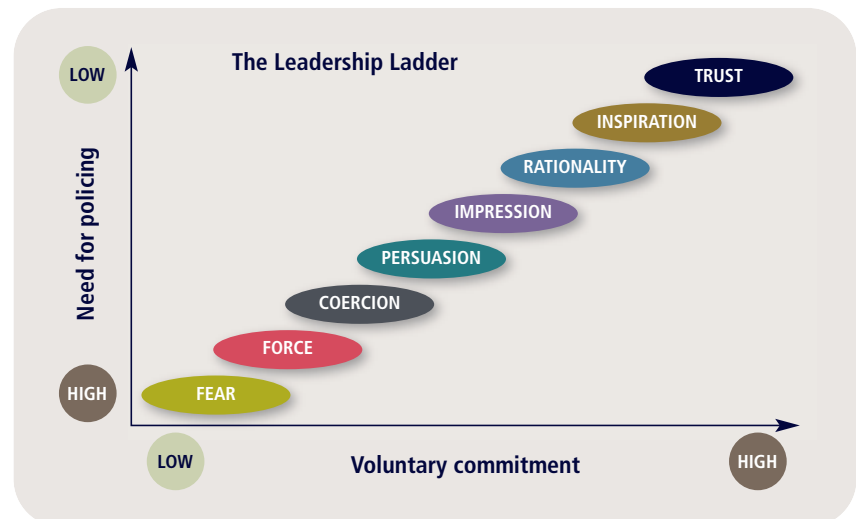 The Leadership Ladder
LOW
TRUST
INSPIRATION
RATIONALITY
IMPRESSION
PERSUASION
COERCION
FORCE
FEAR
Need for policing
HIGH
LOW
Voluntary commitment
HIGH